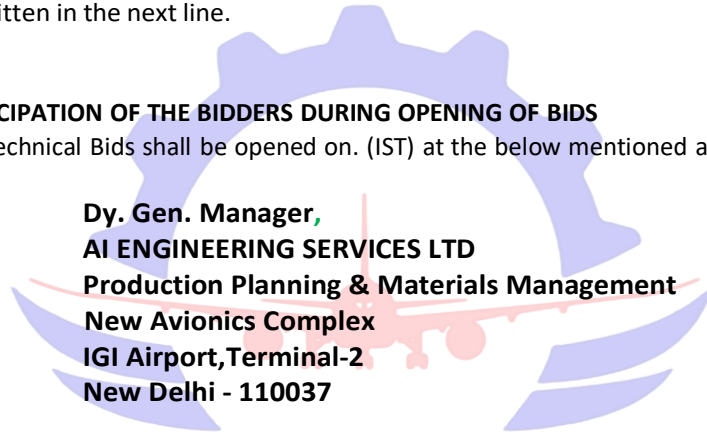 itten in the next line.
CIPATION OF THE BIDDERS DURING OPENING OF BIDS
echnical Bids shall be opened on. (IST) at the below mentioned a
Dy. Gen. Manager,
AI ENGINEERING SERVICES LTD
Production Planning & Materials Management
New Avionics Complex
IGI Airport,Terminal-2
New Delhi - 110037